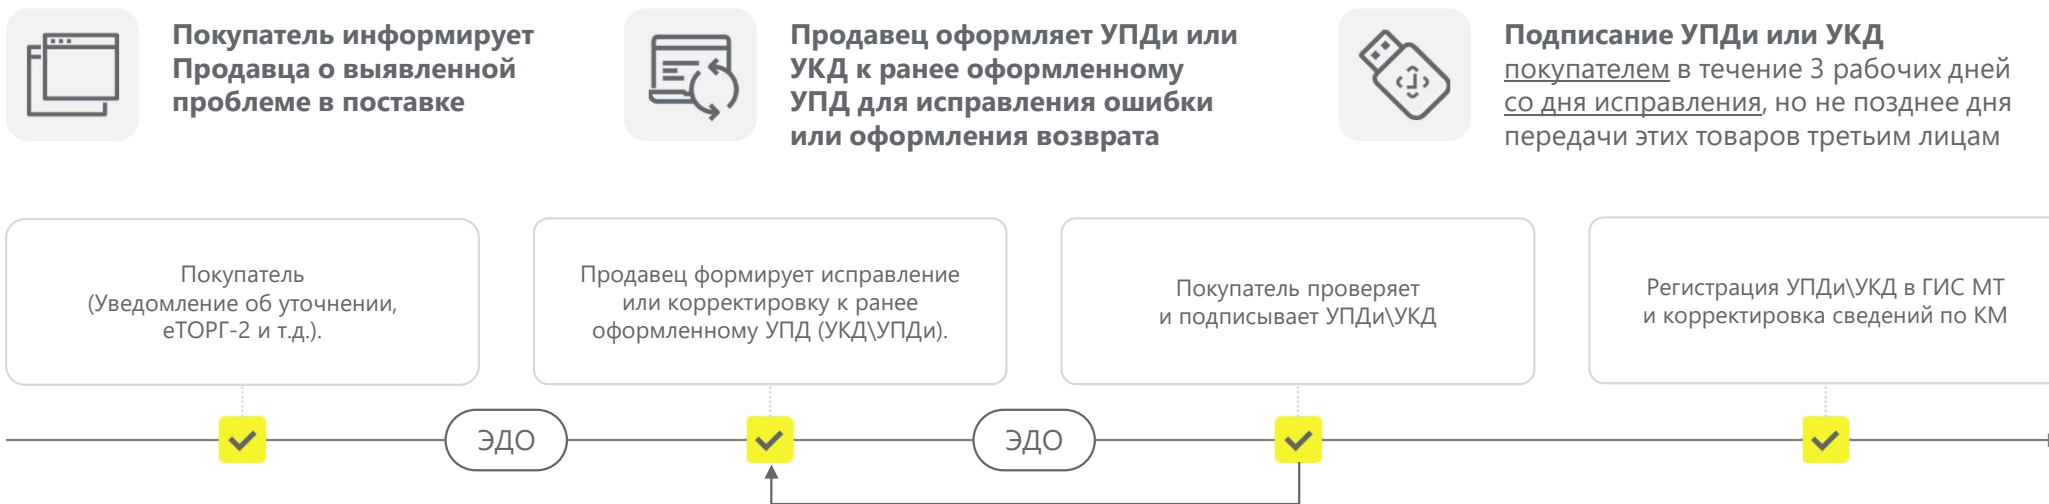 Покупатель информирует
Продавца о выявленной
проблеме в поставке
Продавец оформляет УПДи или
УКД к ранее оформленному
УПД для исправления ошибки
или оформления возврата
Подписание УПДи или УКД
покупателем в течение 3 рабочих дней
со дня исправления, но не позднее дня
передачи этих товаров третьим лицам
Покупатель
(Уведомление об уточнении,
еТОРГ-2 и т.д.).
Продавец формирует исправление
или корректировку к ранее
оформленному УПД (УКД\УПДи).
Покупатель проверяет
и подписывает УПДи\УКД
Регистрация УПДи\УКД в ГИС МТ
и корректировка сведений по КМ
ЭДО
ЭДО